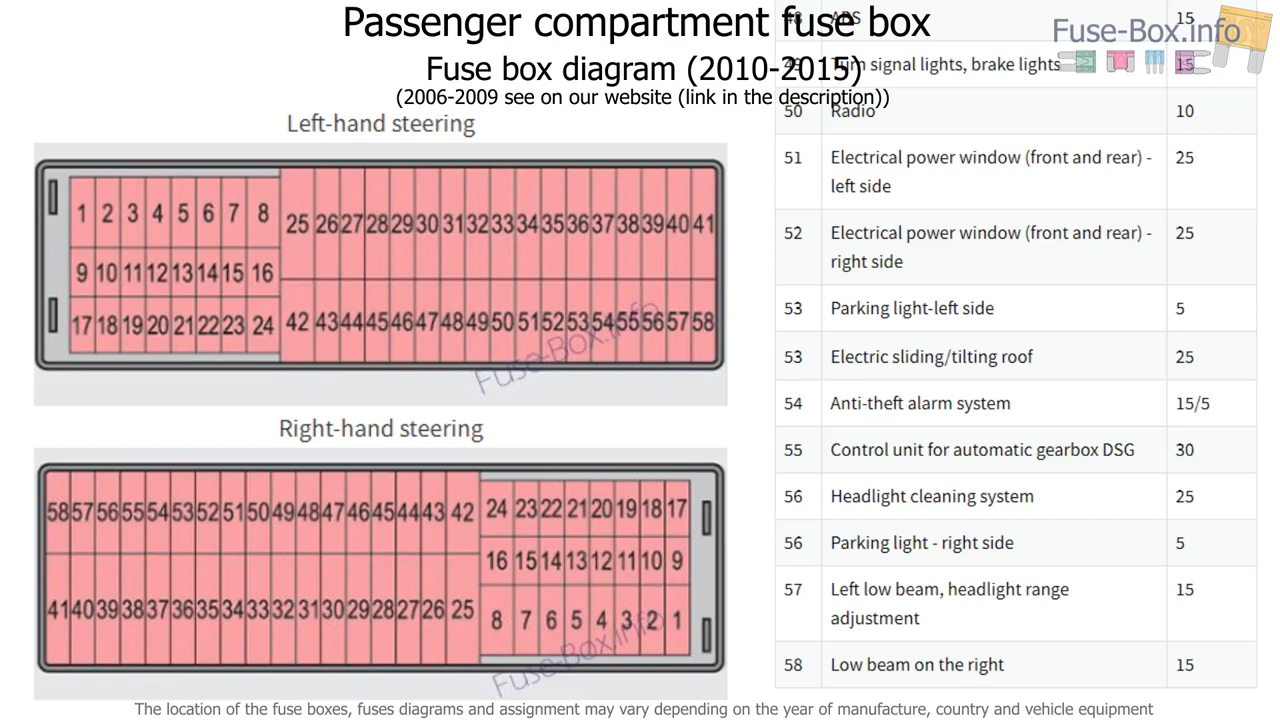 Passenger compartment fuse box
Fuse box diagram (2010-2015)
(2006-2009 see on our website (link in the description))
Fuse-Box.info
Left-hand steering
1 2 3 4 5 6 7 8 25 26 27 28 29 30 31 32 33 34 35 36 37 38 39 40 41
9 10 11 12 13 14 15 16
17 18 19 20 21 22 23 24 42 43 44 45 46 47 48 49 50 51 52 53 54 55 56 57 58
Fuse-Box.info
Right-hand steering
58 57 56 55 54 53 52 51 50 49 48 47 46 45 44 43 42 24 23 22 21 20 19 18 17
16 15 14 13 12 11 10 9
41 40 39 38 37 36 35 34 33 32 31 30 29 28 27 26 25 8 7 6 5 4 3 2 1
Fuse-Box.info
48 ABS 15
49 Turn signal lights, brake lights 15
50 Radio 10
51 Electrical power window (front and rear) - 25
left side
52 Electrical power window (front and rear) - 25
right side
53 Parking light-left side 5
53 Electric sliding/tilting roof 25
54 Anti-theft alarm system 15/5
55 Control unit for automatic gearbox DSG 30
56 Headlight cleaning system 25
56 Parking light - right side 5
57 Left low beam, headlight range 15
adjustment
58 Low beam on the right 15
The location of the fuse boxes, fuses diagrams and assignment may vary depending on the year of manufacture, country and vehicle equipment